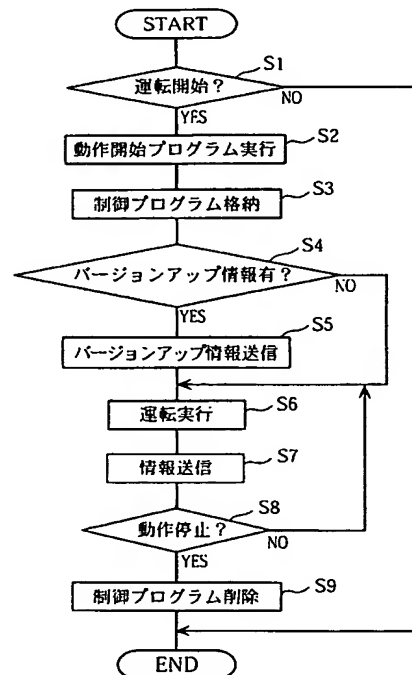 START
S1
運転開始?
NO
YES
S2
動作開始プログラム実行
S3
制御プログラム格納
S4
バージョンアップ情報有?
NO
YES
S5
バージョンアップ情報送信
S6
運転実行
S7
情報送信
S8
動作停止?
NO
YES
S9
制御プログラム削除
END